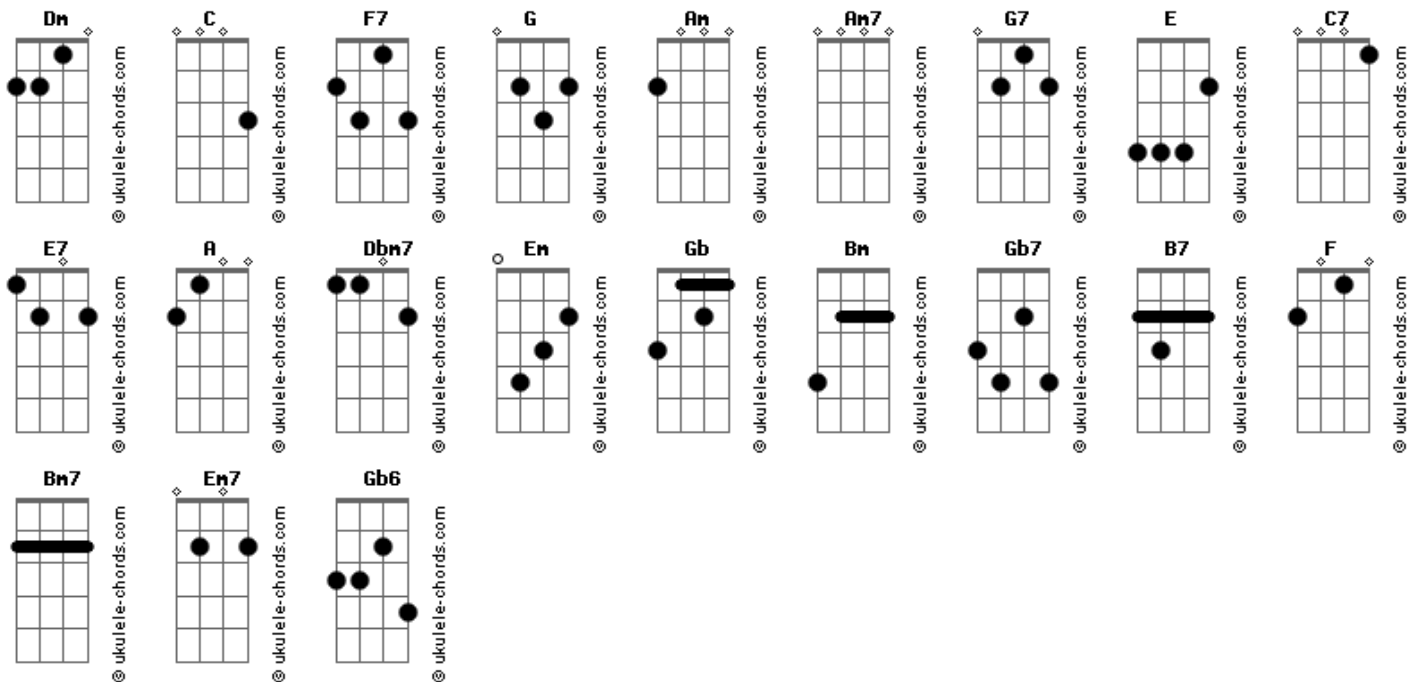 Dm C F7 G Am Am7 G7 E C7
© ukulele-chords.com © ukulele-chords.com © ukulele-chords.com © ukulele-chords.com © ukulele-chords.com © ukulele-chords.com © ukulele-chords.com © ukulele-chords.com © ukulele-chords.com
E7 A Dbm7 Em Gb Bm Gb7 B7 F
© ukulele-chords.com © ukulele-chords.com © ukulele-chords.com © ukulele-chords.com © ukulele-chords.com © ukulele-chords.com © ukulele-chords.com © ukulele-chords.com © ukulele-chords.com
Bm7 Em7 Gb6
© ukulele-chords.com © ukulele-chords.com © ukulele-chords.com